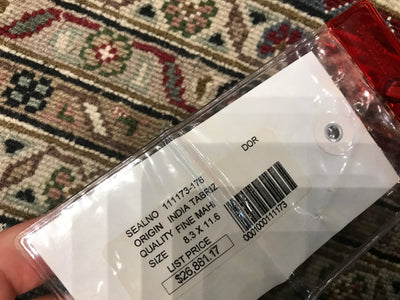 DOR
SEALNO 111173-176
ORIGIN INDIA TABRIZ
QUALITY FINE MAHI
SIZE 8.3 X 11.6
LIST PRICE
$26,881.17
000100011173